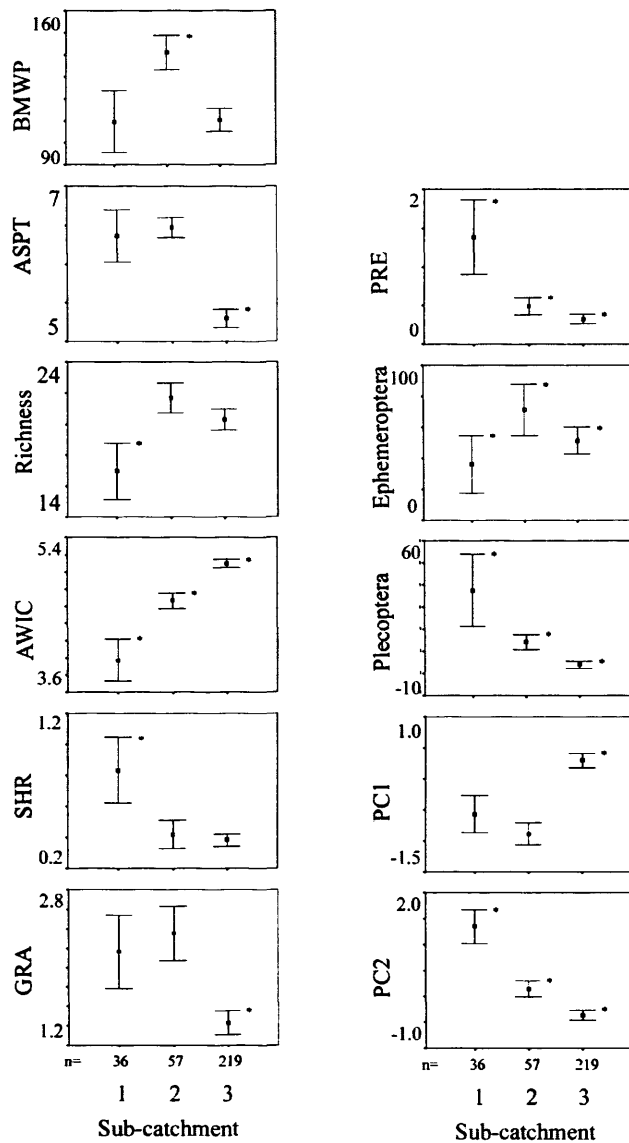 160
BMWP
90
*
7
ASPT
5
*
24
Richness
14
*
5.4
AWIC
3.6
* * *
1.2
SHR
0.2
*
2.8
GRA
1.2
*
n= 36 57 219
1 2 3
Sub-catchment
2
PRE
0
* * *
100
Ephemeroptera
0
* * *
60
Plecoptera
-10
* * *
1.0
PC1
-1.5
*
2.0
PC2
-1.0
* * *
36 57 219
1 2 3
Sub-catchment